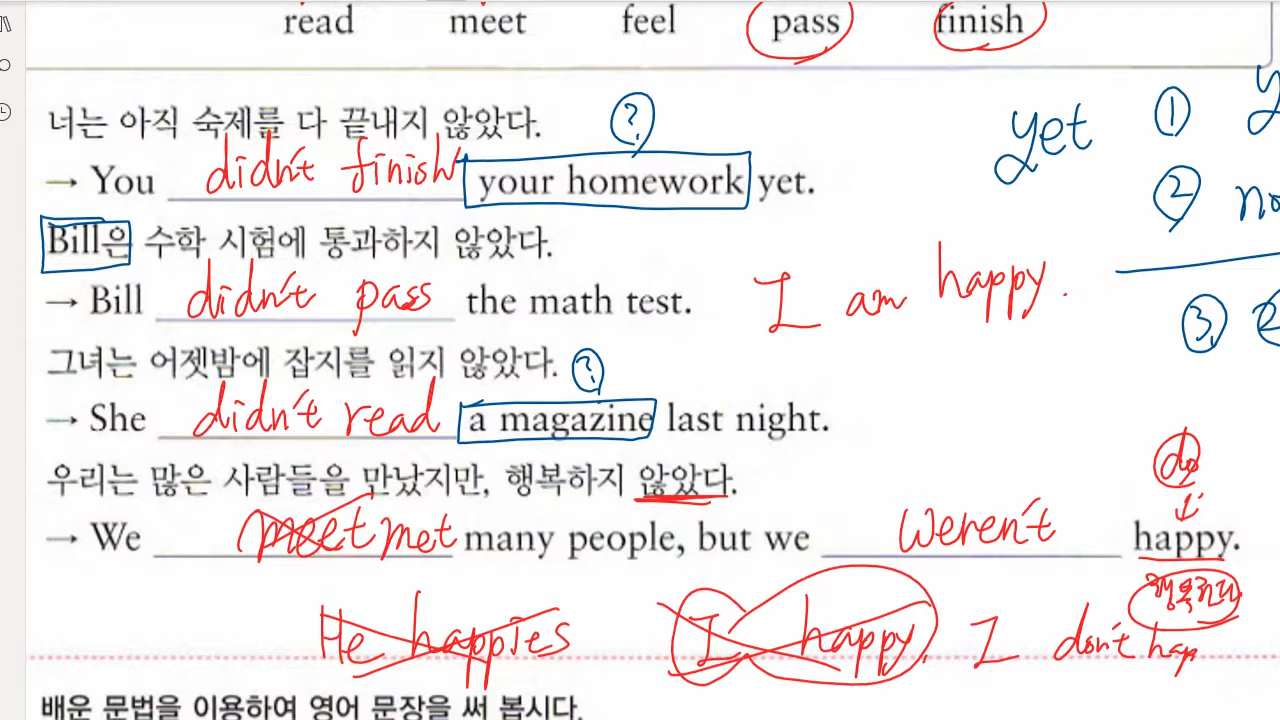 read meet feel pass finish
너는 아직 숙제를 다 끝내지 않았다. ?
yet ①
→ You didn't finish your homework yet.
②
Bill은 수학 시험에 통과하지 않았다.
→ Bill didn't pass the math test. I am happy.
③
그녀는 어젯밤에 잡지를 읽지 않았다. ?
→ She didn't read a magazine last night.
우리는 많은 사람들을 만났지만, 행복하지 않았다.
do
→ We meet met many people, but we weren't happy.
He happies I happy. I don't hap
배운 문법을 이용하여 영어 문장을 써 봅시다.